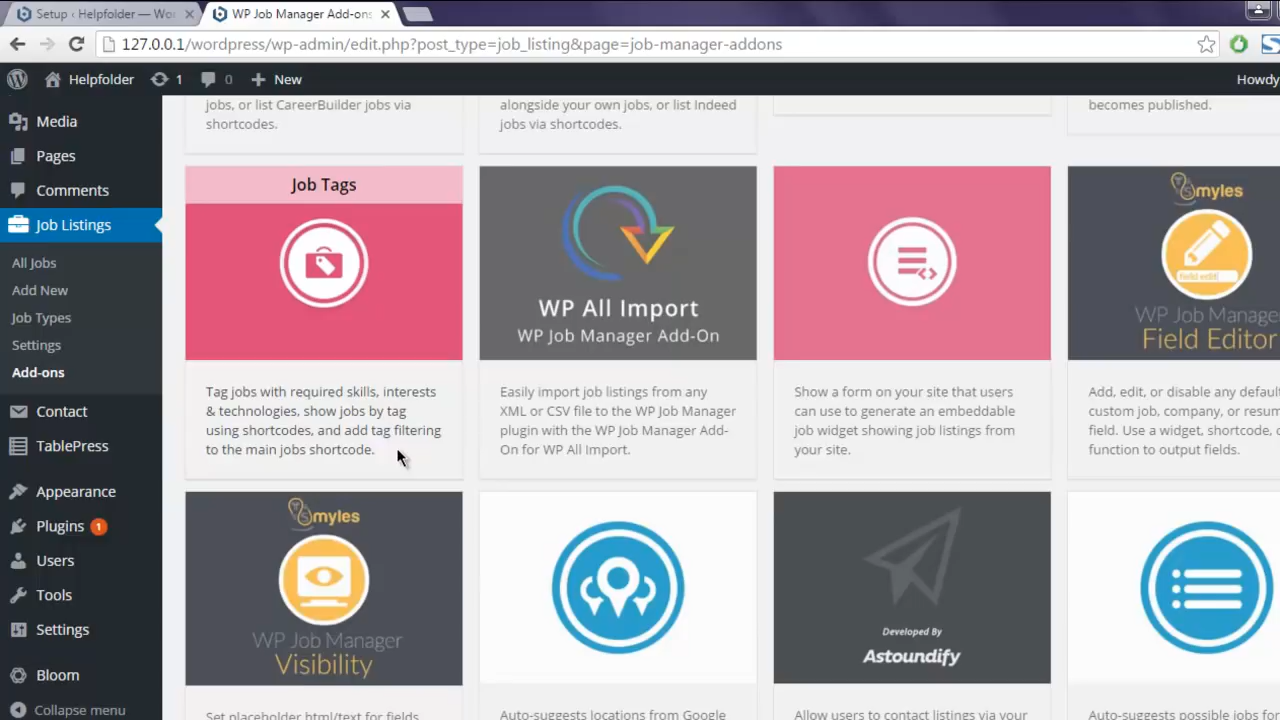 Setup ‹ Helpfolder — Wor
WP Job Manager Add-ons
127.0.0.1/wordpress/wp-admin/edit.php?post_type=job_listing&page=job-manager-addons
Helpfolder 1 0 New
Howdy
Media
Pages
Comments
Job Listings
All Jobs
Add New
Job Types
Settings
Add-ons
Contact
TablePress
Appearance
Plugins 1
Users
Tools
Settings
Bloom
Collapse menu
jobs, or list CareerBuilder jobs via
shortcodes.
alongside your own jobs, or list Indeed
jobs via shortcodes.
becomes published.
Job Tags
Tag jobs with required skills, interests
& technologies, show jobs by tag
using shortcodes, and add tag filtering
to the main jobs shortcode.
WP All Import
WP Job Manager Add-On
Easily import job listings from any
XML or CSV file to the WP Job Manager
plugin with the WP Job Manager Add-
On for WP All Import.
Show a form on your site that users
can use to generate an embeddable
job widget showing job listings from
your site.
smyles
field edit
WP Job Manage
Field Editor
Add, edit, or disable any defaul
custom job, company, or resum
field. Use a widget, shortcode, o
function to output fields.
smyles
WP Job Manager
Visibility
Set placeholder html/text for fields
Auto-suggests locations from Google
Developed By
Astoundify
Allow users to contact listings via your
Auto-suggests possible jobs fo